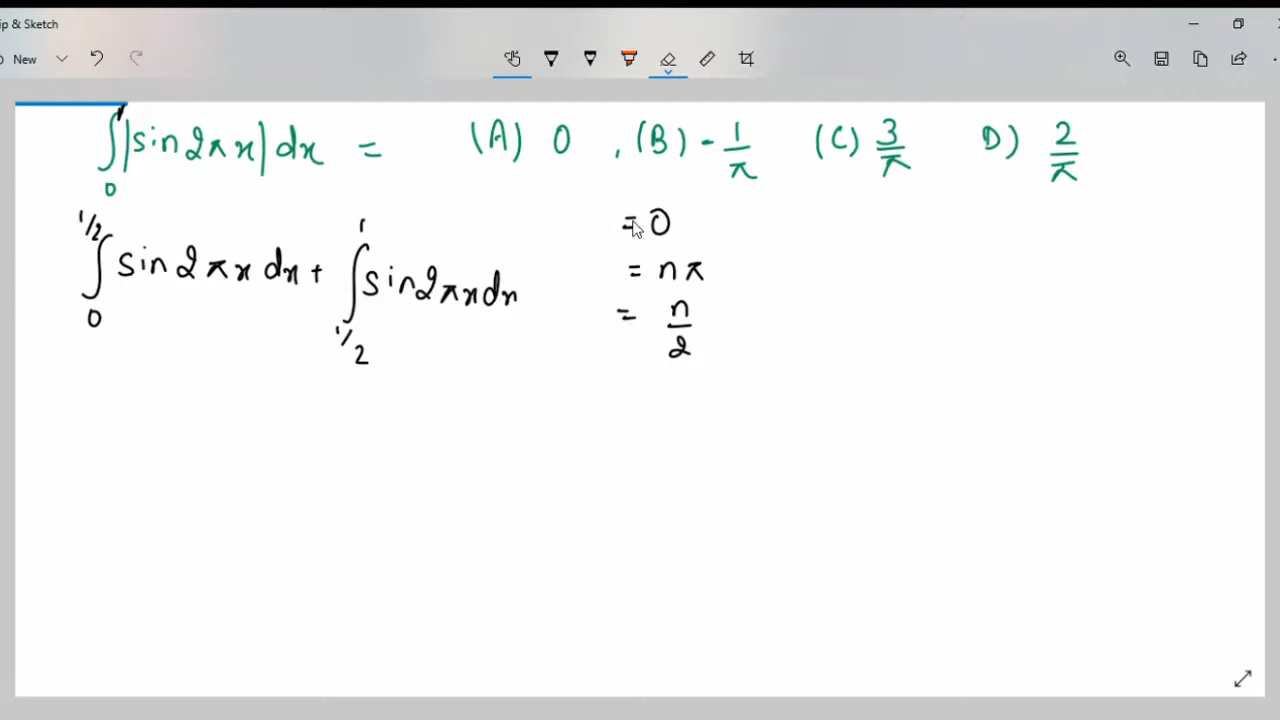 ip & Sketch
New
∫₀¹ |sin 2πx| dx = (A) 0 , (B) - 1/π (C) 3/π D) 2/π
∫₀^{1/2} sin 2πx dx + ∫_{1/2}^1 sin 2πx dx
= 0
= nπ
= n/2